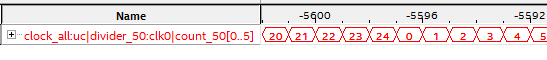 Name -5600 -5596 -5592
clock_all:uc|divider_50:clk0|count_50[0..5] 20 21 22 23 24 0 1 2 3 4 5